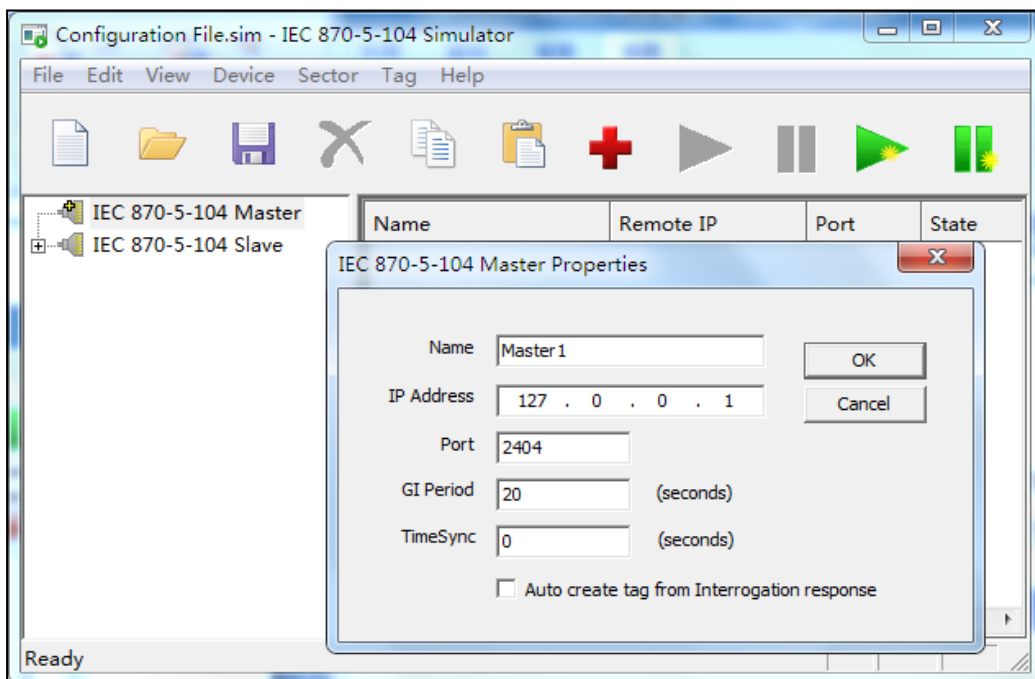 Configuration File.sim - IEC 870-5-104 Simulator
File Edit View Device Sector Tag Help
IEC 870-5-104 Master
IEC 870-5-104 Slave
Name Remote IP Port State
IEC 870-5-104 Master Properties
Name Master1
OK
IP Address 127 . 0 . 0 . 1
Cancel
Port 2404
GI Period 20 (seconds)
TimeSync 0 (seconds)
Auto create tag from Interrogation response
Ready